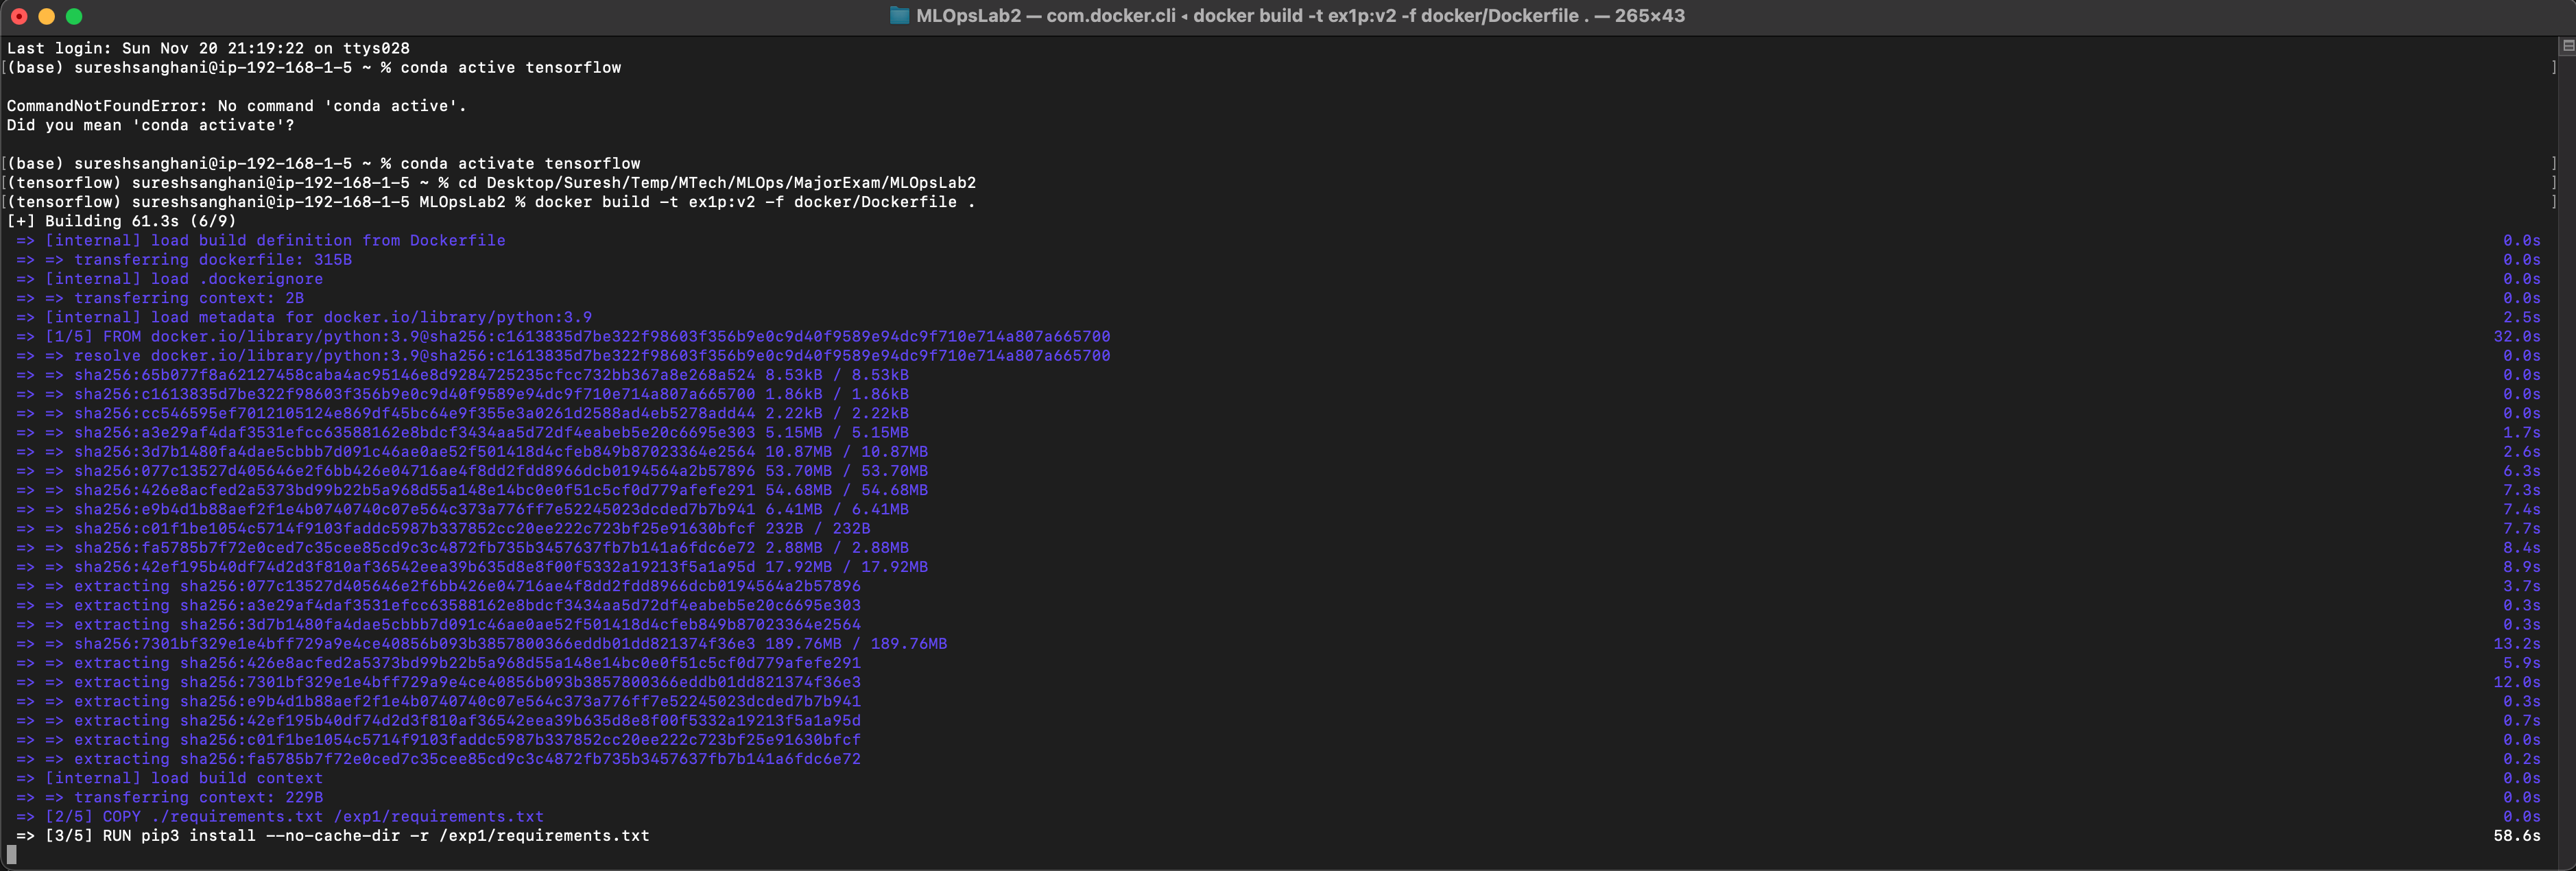 MLOpsLab2 — com.docker.cli ◂ docker build -t ex1p:v2 -f docker/Dockerfile . — 265×43
Last login: Sun Nov 20 21:19:22 on ttys028
[(base) sureshsanghani@ip-192-168-1-5 ~ % conda active tensorflow ]
CommandNotFoundError: No command 'conda active'.
Did you mean 'conda activate'?
[(base) sureshsanghani@ip-192-168-1-5 ~ % conda activate tensorflow ]
[(tensorflow) sureshsanghani@ip-192-168-1-5 ~ % cd Desktop/Suresh/Temp/MTech/MLOps/MajorExam/MLOpsLab2 ]
[(tensorflow) sureshsanghani@ip-192-168-1-5 MLOpsLab2 % docker build -t ex1p:v2 -f docker/Dockerfile . ]
[+] Building 61.3s (6/9)
=> [internal] load build definition from Dockerfile 0.0s
=> => transferring dockerfile: 315B 0.0s
=> [internal] load .dockerignore 0.0s
=> => transferring context: 2B 0.0s
=> [internal] load metadata for docker.io/library/python:3.9 2.5s
=> [1/5] FROM docker.io/library/python:3.9@sha256:c1613835d7be322f98603f356b9e0c9d40f9589e94dc9f710e714a807a665700 32.0s
=> => resolve docker.io/library/python:3.9@sha256:c1613835d7be322f98603f356b9e0c9d40f9589e94dc9f710e714a807a665700 0.0s
=> => sha256:65b077f8a62127458caba4ac95146e8d9284725235cfcc732bb367a8e268a524 8.53kB / 8.53kB 0.0s
=> => sha256:c1613835d7be322f98603f356b9e0c9d40f9589e94dc9f710e714a807a665700 1.86kB / 1.86kB 0.0s
=> => sha256:cc546595ef7012105124e869df45bc64e9f355e3a0261d2588ad4eb5278add44 2.22kB / 2.22kB 0.0s
=> => sha256:a3e29af4daf3531efcc63588162e8bdcf3434aa5d72df4eabeb5e20c6695e303 5.15MB / 5.15MB 1.7s
=> => sha256:3d7b1480fa4dae5cbbb7d091c46ae0ae52f501418d4cfeb849b87023364e2564 10.87MB / 10.87MB 2.6s
=> => sha256:077c13527d405646e2f6bb426e04716ae4f8dd2fdd8966dcb0194564a2b57896 53.70MB / 53.70MB 6.3s
=> => sha256:426e8acfed2a5373bd99b22b5a968d55a148e14bc0e0f51c5cf0d779afefe291 54.68MB / 54.68MB 7.3s
=> => sha256:e9b4d1b88aef2f1e4b0740740c07e564c373a776ff7e52245023dcded7b7b941 6.41MB / 6.41MB 7.4s
=> => sha256:c01f1be1054c5714f9103faddc5987b337852cc20ee222c723bf25e91630bfcf 232B / 232B 7.7s
=> => sha256:fa5785b7f72e0ced7c35cee85cd9c3c4872fb735b3457637fb7b141a6fdc6e72 2.88MB / 2.88MB 8.4s
=> => sha256:42ef195b40df74d2d3f810af36542eea39b635d8e8f00f5332a19213f5a1a95d 17.92MB / 17.92MB 8.9s
=> => extracting sha256:077c13527d405646e2f6bb426e04716ae4f8dd2fdd8966dcb0194564a2b57896 3.7s
=> => extracting sha256:a3e29af4daf3531efcc63588162e8bdcf3434aa5d72df4eabeb5e20c6695e303 0.3s
=> => extracting sha256:3d7b1480fa4dae5cbbb7d091c46ae0ae52f501418d4cfeb849b87023364e2564 0.3s
=> => sha256:7301bf329e1e4bff729a9e4ce40856b093b3857800366eddb01dd821374f36e3 189.76MB / 189.76MB 13.2s
=> => extracting sha256:426e8acfed2a5373bd99b22b5a968d55a148e14bc0e0f51c5cf0d779afefe291 5.9s
=> => extracting sha256:7301bf329e1e4bff729a9e4ce40856b093b3857800366eddb01dd821374f36e3 12.0s
=> => extracting sha256:e9b4d1b88aef2f1e4b0740740c07e564c373a776ff7e52245023dcded7b7b941 0.3s
=> => extracting sha256:42ef195b40df74d2d3f810af36542eea39b635d8e8f00f5332a19213f5a1a95d 0.7s
=> => extracting sha256:c01f1be1054c5714f9103faddc5987b337852cc20ee222c723bf25e91630bfcf 0.0s
=> => extracting sha256:fa5785b7f72e0ced7c35cee85cd9c3c4872fb735b3457637fb7b141a6fdc6e72 0.2s
=> [internal] load build context 0.0s
=> => transferring context: 229B 0.0s
=> [2/5] COPY ./requirements.txt /exp1/requirements.txt 0.0s
=> [3/5] RUN pip3 install --no-cache-dir -r /exp1/requirements.txt 58.6s